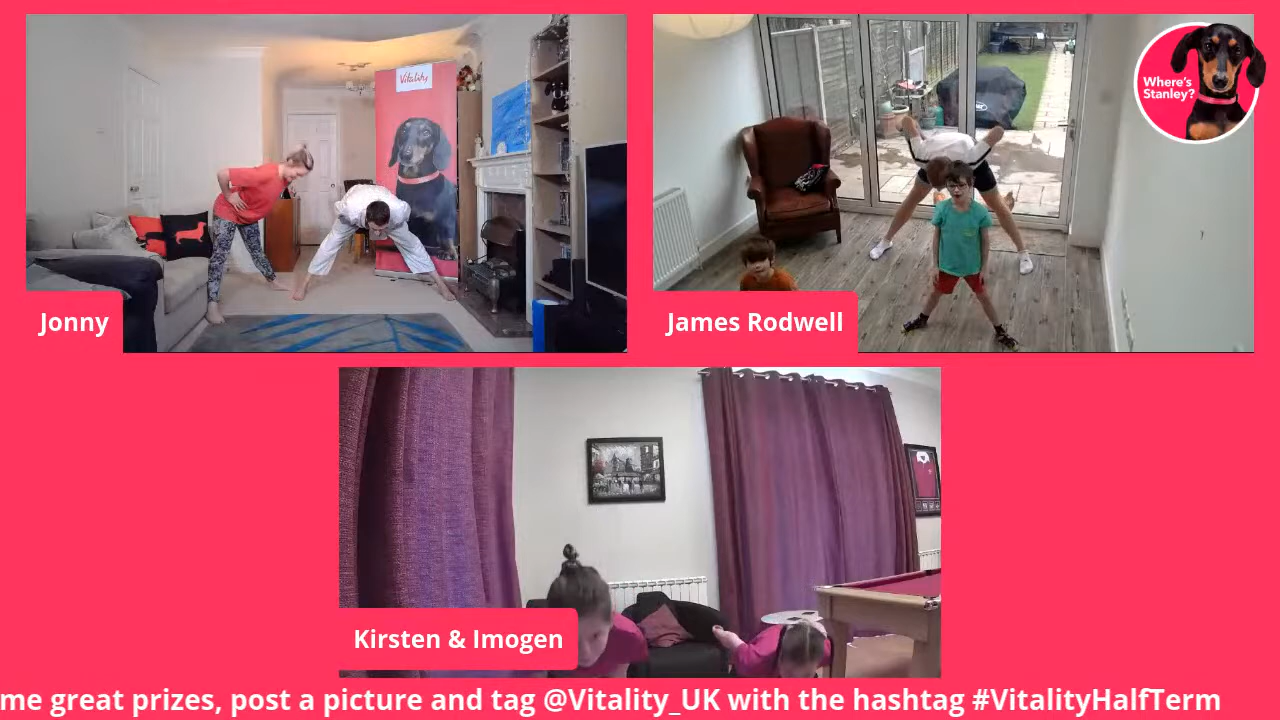 Vitality
Where's
Stanley?
Jonny
James Rodwell
Kirsten & Imogen
me great prizes, post a picture and tag @Vitality_UK with the hashtag #VitalityHalfTerm